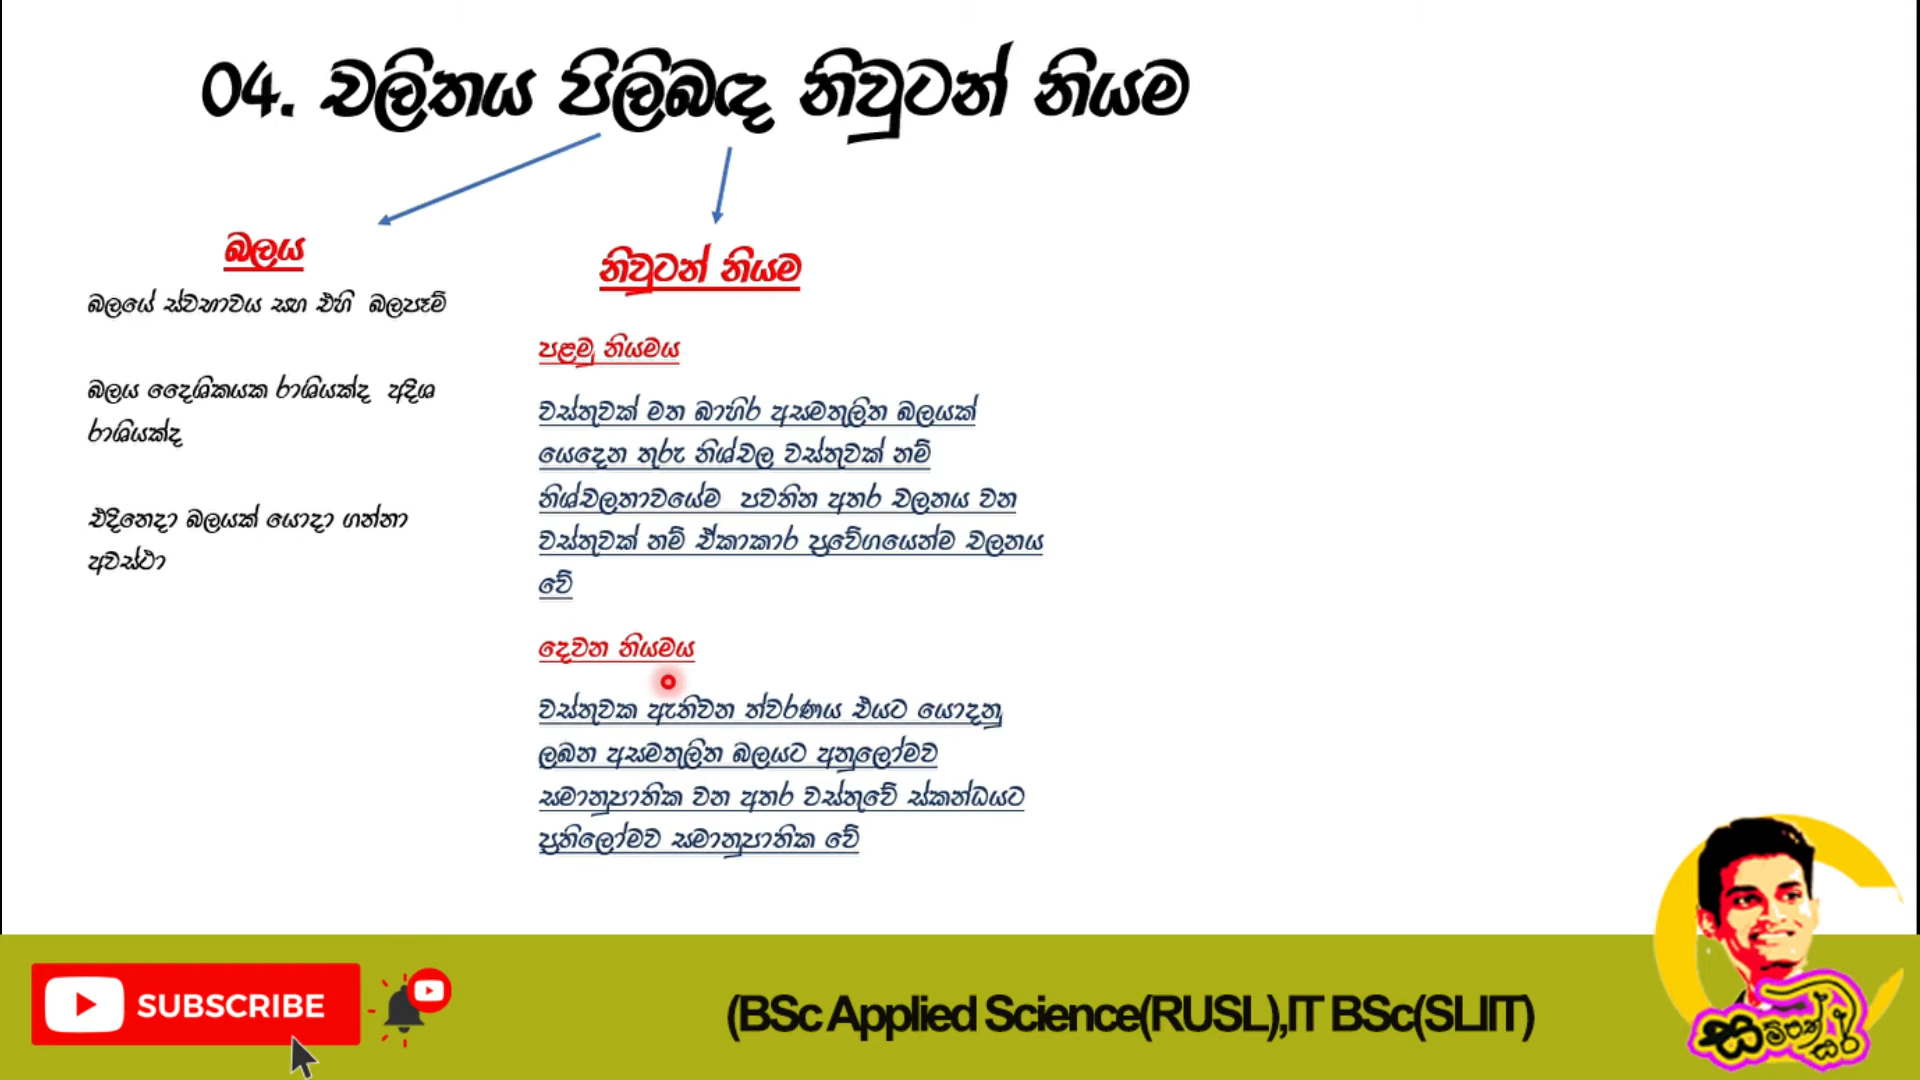 04. චලිතය පිලිබඳ නිව්ටන් නියම
බලය
බලයේ ස්වභාවය සහ එහි බලපෑම්
බලය දෛශිකයක රාශියක්ද අදිශ
රාශියක්ද
එදිනෙදා බලයක් යොදා ගන්නා
අවස්ථා
නිවුටන් නියම
පළමු නියමය
වස්තුවක් මත බාහිර අසමතුලිත බලයක්
යෙදෙන තුරු නිශ්චල වස්තුවක් නම්
නිශ්චලතාවයේම පවතින අතර චලනය වන
වස්තුවක් නම් ඒකාකාර ප්‍රවේගයෙන්ම චලනය
වේ
දෙවන නියමය
වස්තුවක ඇතිවන ත්වරණය එයට යොදනු
ලබන අසමතුලිත බලයට අනුලෝමව
සමානුපාතික වන අතර වස්තුවේ ස්කන්ධයට
ප්‍රතිලෝමව සමානුපාතික වේ
SUBSCRIBE
(BSc Applied Science(RUSL),IT BSc(SLIIT)
සම්පත් සර්